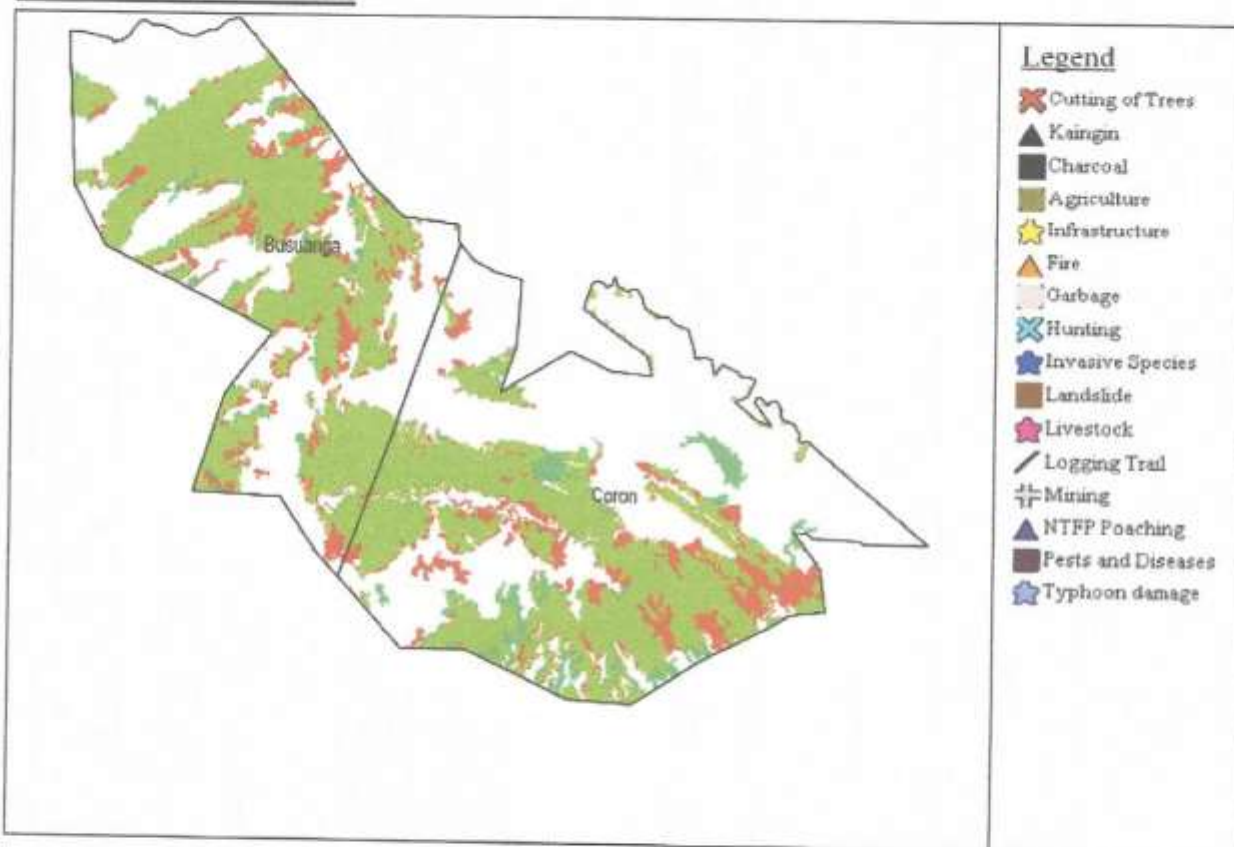 Legend
Cutting of Trees
Kaingin
Charcoal
Agriculture
Infrastructure
Fire
Garbage
Hunting
Invasive Species
Landslide
Livestock
Logging Trail
Mining
NTFP Poaching
Pests and Diseases
Typhoon damage
Busuanga
Coron